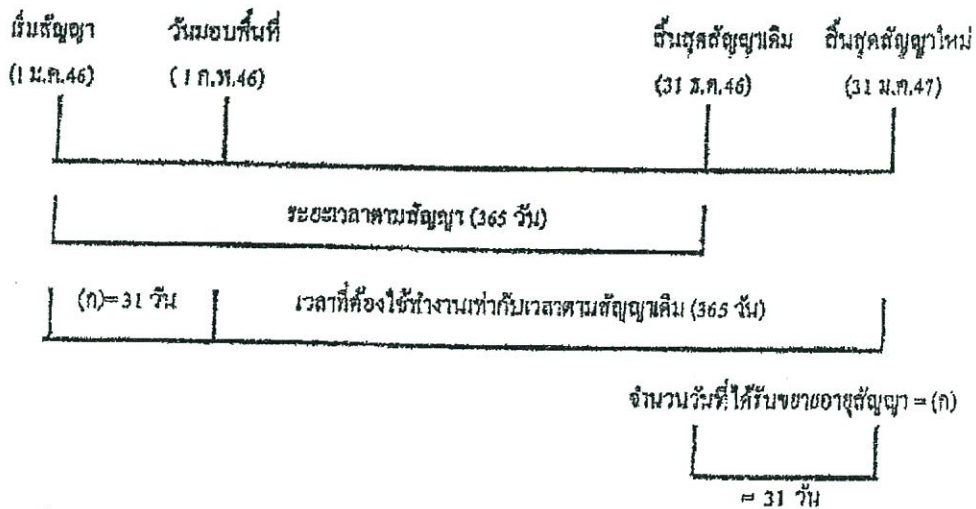 เริ่มสัญญา วันมอบพื้นที่ สิ้นสุดสัญญาเดิม สิ้นสุดสัญญาใหม่
(1 ม.ค.46) (1 ก.พ.46) (31 ธ.ค.46) (31 ม.ค.47)
ระยะเวลาตามสัญญา (365 วัน)
(ก)=31 วัน เวลาที่ต้องใช้ทำงานเท่ากับเวลาตามสัญญาเดิม (365 วัน)
จำนวนวันที่ได้รับขยายอายุสัญญา = (ก)
= 31 วัน